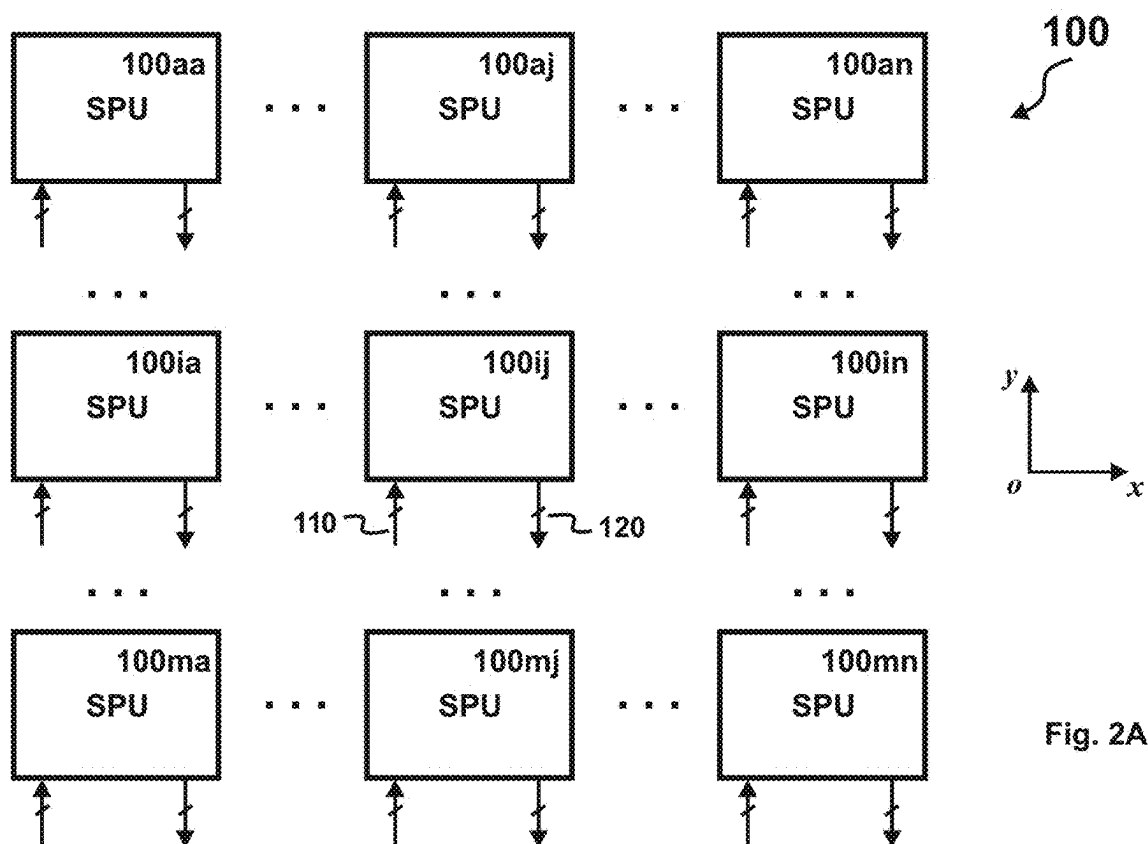 100
100aa 100aj 100an
SPU SPU SPU
100ia 100ij 100in
SPU SPU SPU
y
o x
110 120
100ma 100mj 100mn
SPU SPU SPU
Fig. 2A